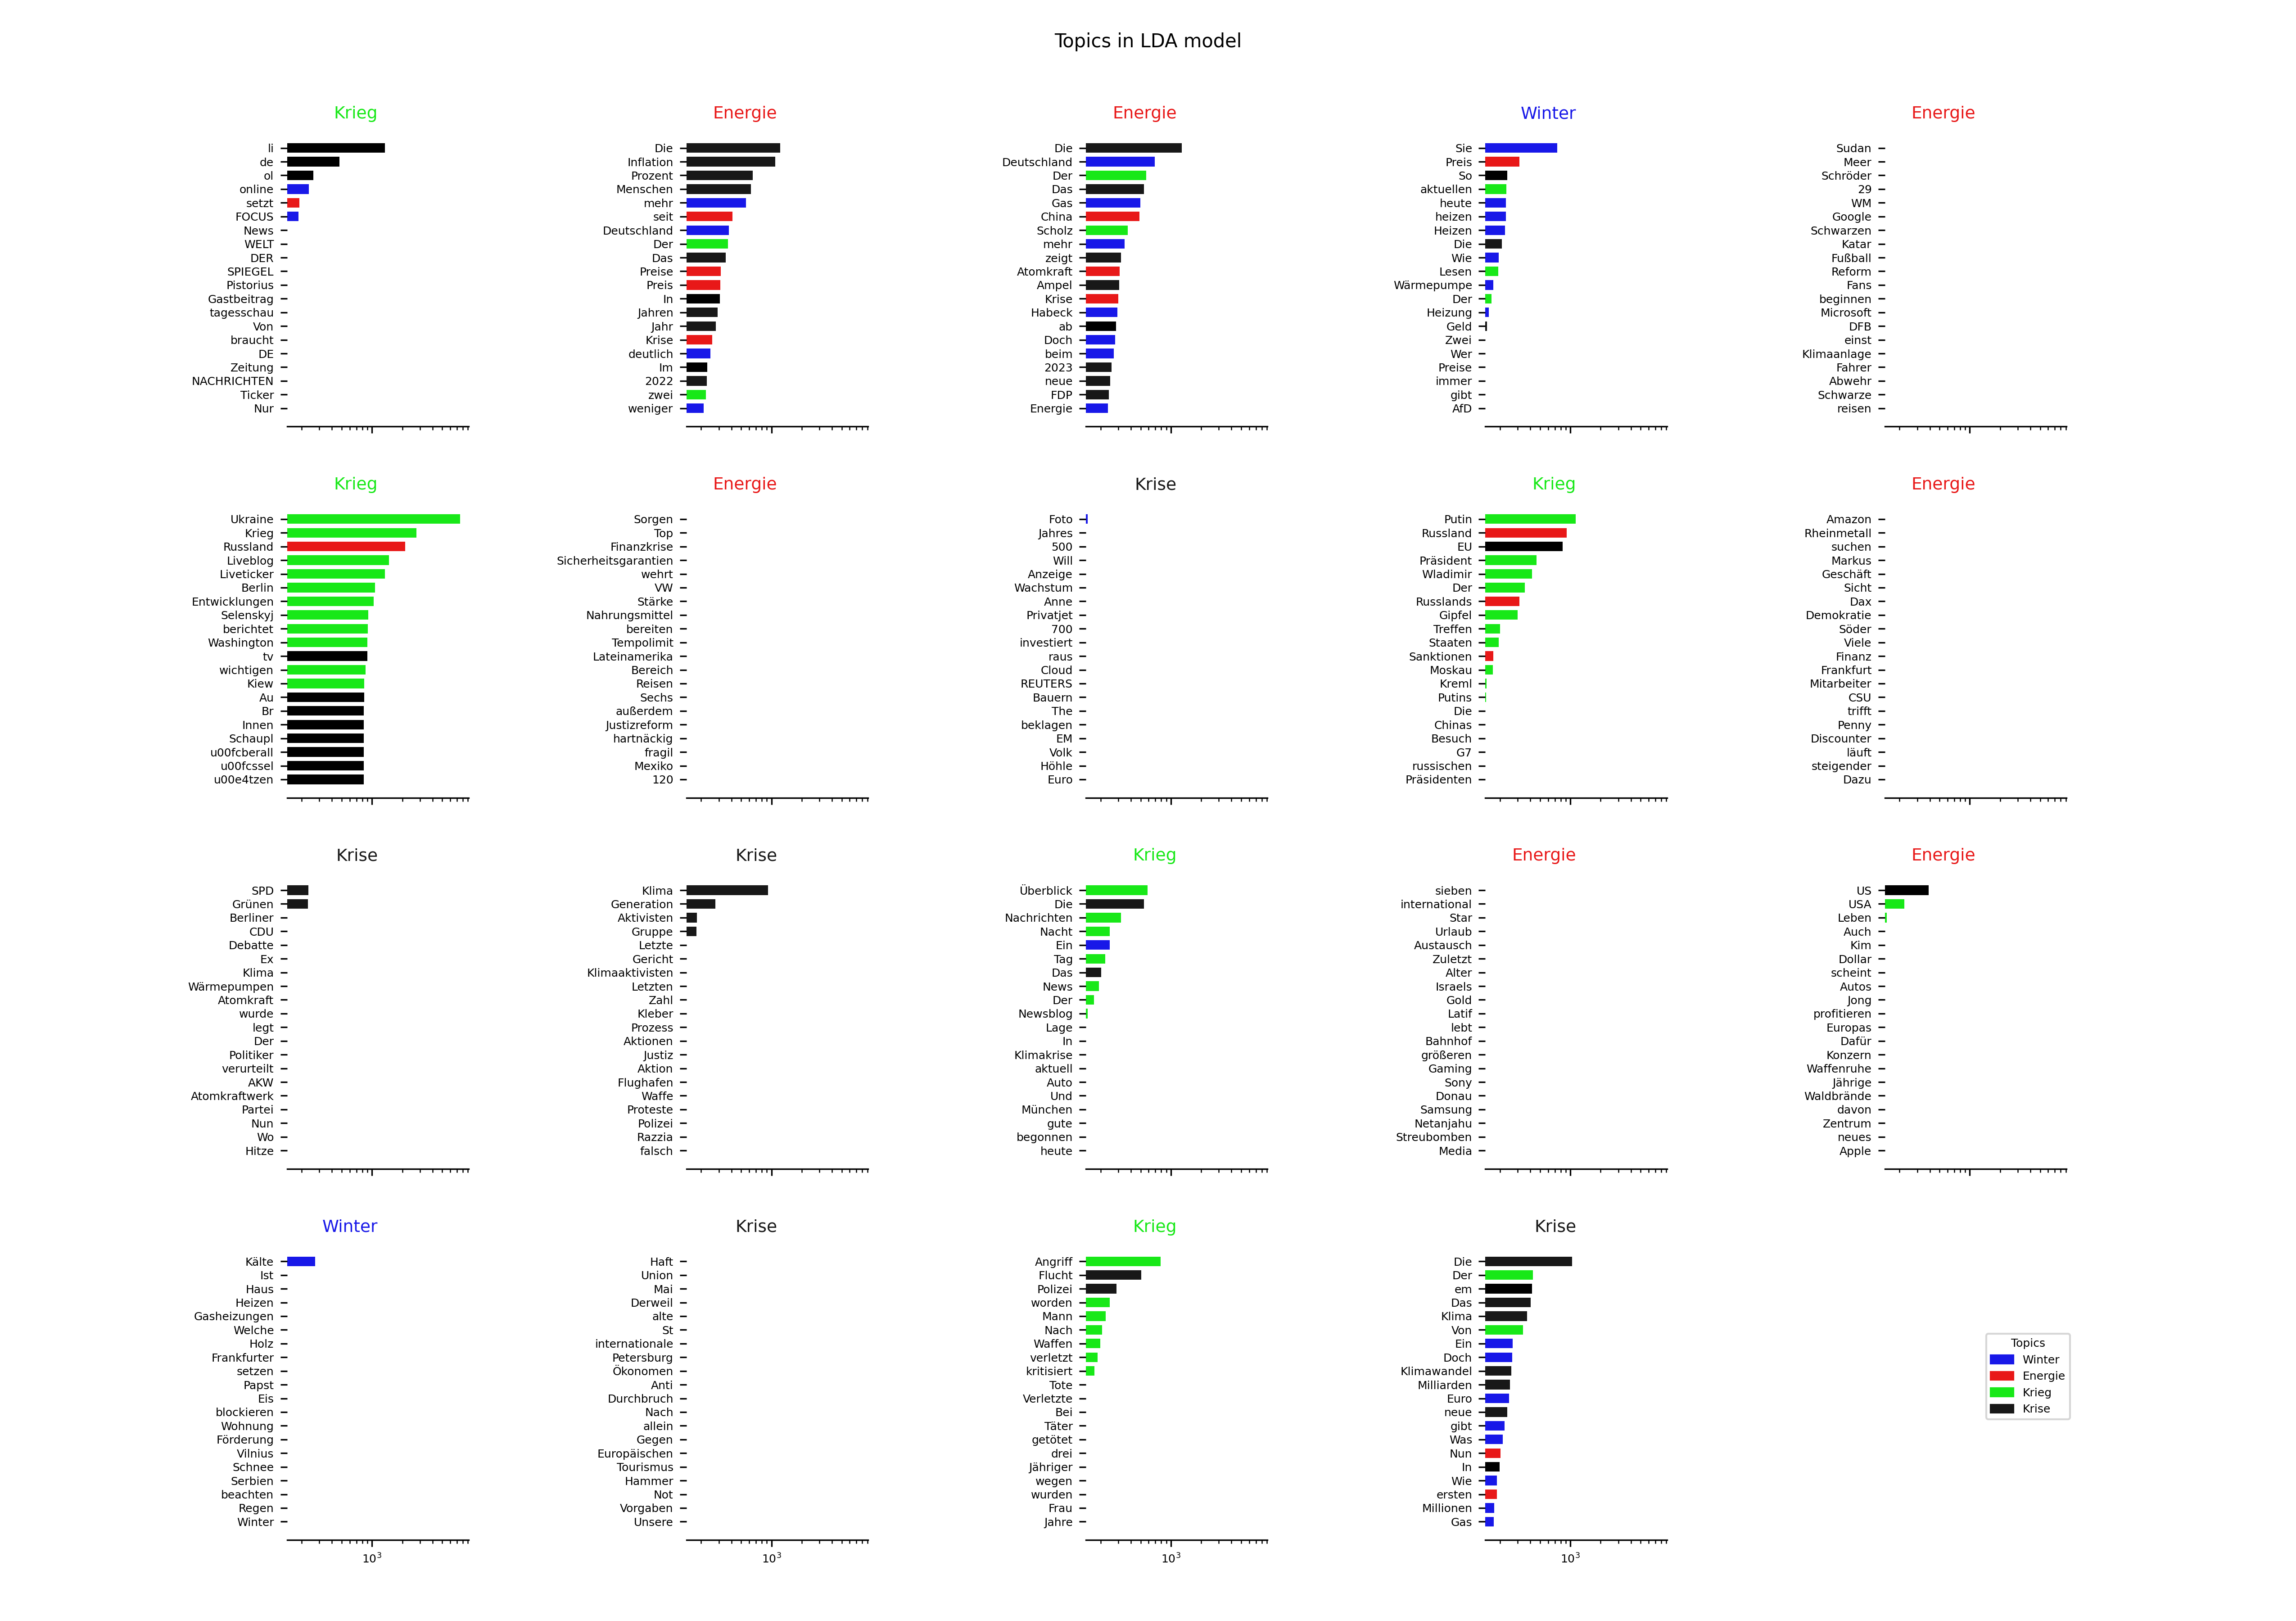 Topics in LDA model
Krieg
li
de
ol
online
setzt
FOCUS
News
WELT
DER
SPIEGEL
Pistorius
Gastbeitrag
tagesschau
Von
braucht
DE
Zeitung
NACHRICHTEN
Ticker
Nur
Energie
Die
Inflation
Prozent
Menschen
mehr
seit
Deutschland
Der
Das
Preise
Preis
In
Jahren
Jahr
Krise
deutlich
Im
2022
zwei
weniger
Energie
Die
Deutschland
Der
Das
Gas
China
Scholz
mehr
zeigt
Atomkraft
Ampel
Krise
Habeck
ab
Doch
beim
2023
neue
FDP
Energie
Winter
Sie
Preis
So
aktuellen
heute
heizen
Heizen
Die
Wie
Lesen
Wärmepumpe
Der
Heizung
Geld
Zwei
Wer
Preise
immer
gibt
AfD
Energie
Sudan
Meer
Schröder
29
WM
Google
Schwarzen
Katar
Fußball
Reform
Fans
beginnen
Microsoft
DFB
einst
Klimaanlage
Fahrer
Abwehr
Schwarze
reisen
Krieg
Ukraine
Krieg
Russland
Liveblog
Liveticker
Berlin
Entwicklungen
Selenskyj
berichtet
Washington
tv
wichtigen
Kiew
Au
Br
Innen
Schaupl
u00fcberall
u00fcssel
u00e4tzen
Energie
Sorgen
Top
Finanzkrise
Sicherheitsgarantien
wehrt
VW
Stärke
Nahrungsmittel
bereiten
Tempolimit
Lateinamerika
Bereich
Reisen
Sechs
außerdem
Justizreform
hartnäckig
fragil
Mexiko
120
Krise
Foto
Jahres
500
Will
Anzeige
Wachstum
Anne
Privatjet
700
investiert
raus
Cloud
REUTERS
Bauern
The
beklagen
EM
Volk
Höhle
Euro
Krieg
Putin
Russland
EU
Präsident
Wladimir
Der
Russlands
Gipfel
Treffen
Staaten
Sanktionen
Moskau
Kreml
Putins
Die
Chinas
Besuch
G7
russischen
Präsidenten
Energie
Amazon
Rheinmetall
suchen
Markus
Geschäft
Sicht
Dax
Demokratie
Söder
Viele
Finanz
Frankfurt
Mitarbeiter
CSU
trifft
Penny
Discounter
läuft
steigender
Dazu
Krise
SPD
Grünen
Berliner
CDU
Debatte
Ex
Klima
Wärmepumpen
Atomkraft
wurde
legt
Der
Politiker
verurteilt
AKW
Atomkraftwerk
Partei
Nun
Wo
Hitze
Krise
Klima
Generation
Aktivisten
Gruppe
Letzte
Gericht
Klimaaktivisten
Letzten
Zahl
Kleber
Prozess
Aktionen
Justiz
Aktion
Flughafen
Waffe
Proteste
Polizei
Razzia
falsch
Krieg
Überblick
Die
Nachrichten
Nacht
Ein
Tag
Das
News
Der
Newsblog
Lage
In
Klimakrise
aktuell
Auto
Und
München
gute
begonnen
heute
Energie
sieben
international
Star
Urlaub
Austausch
Zuletzt
Alter
Israels
Gold
Latif
lebt
Bahnhof
größeren
Gaming
Sony
Donau
Samsung
Netanjahu
Streubomben
Media
Energie
US
USA
Leben
Auch
Kim
Dollar
scheint
Autos
Jong
profitieren
Europas
Dafür
Konzern
Waffenruhe
Jährige
Waldbrände
davon
Zentrum
neues
Apple
Winter
Kälte
Ist
Haus
Heizen
Gasheizungen
Welche
Holz
Frankfurter
setzen
Papst
Eis
blockieren
Wohnung
Förderung
Vilnius
Schnee
Serbien
beachten
Regen
Winter
10³
Krise
Haft
Union
Mai
Derweil
alte
St
internationale
Petersburg
Ökonomen
Anti
Durchbruch
Nach
allein
Gegen
Europäischen
Tourismus
Hammer
Not
Vorgaben
Unsere
10³
Krieg
Angriff
Flucht
Polizei
worden
Mann
Nach
Waffen
verletzt
kritisiert
Tote
Verletzte
Bei
Täter
getötet
drei
Jähriger
wegen
wurden
Frau
Jahre
10³
Krise
Die
Der
em
Das
Klima
Von
Ein
Doch
Klimawandel
Milliarden
Euro
neue
gibt
Was
Nun
In
Wie
ersten
Millionen
Gas
10³
Topics
Winter
Energie
Krieg
Krise